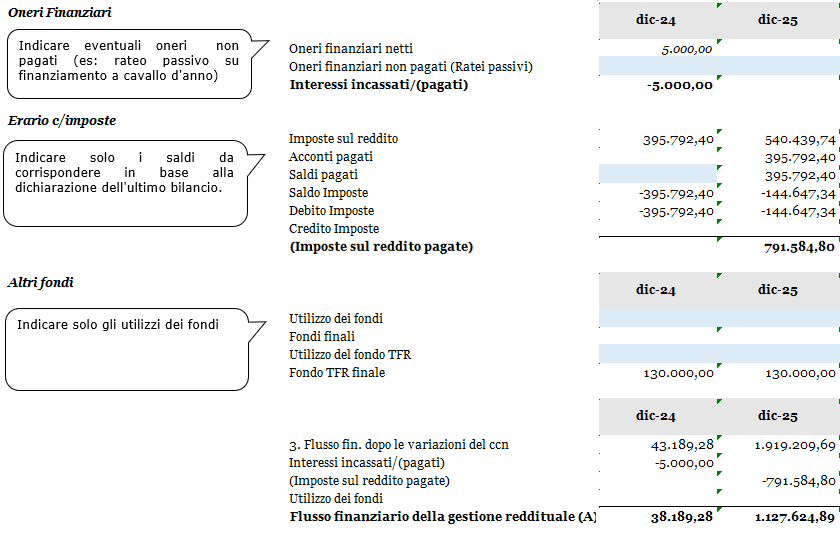 Oneri Finanziari
dic-24 dic-25
Indicare eventuali oneri non
pagati (es: rateo passivo su
finanziamento a cavallo d'anno)
Oneri finanziari netti 5.000,00
Oneri finanziari non pagati (Ratei passivi)
Interessi incassati/(pagati) -5.000,00
Erario c/imposte
Indicare solo i saldi da
corrispondere in base alla
dichiarazione dell'ultimo bilancio.
Imposte sul reddito 395.792,40 540.439,74
Acconti pagati 395.792,40
Saldi pagati 395.792,40
Saldo Imposte -395.792,40 -144.647,34
Debito Imposte -395.792,40 -144.647,34
Credito Imposte
(Imposte sul reddito pagate) 791.584,80
Altri fondi
dic-24 dic-25
Indicare solo gli utilizzi dei fondi
Utilizzo dei fondi
Fondi finali
Utilizzo del fondo TFR
Fondo TFR finale 130.000,00 130.000,00
dic-24 dic-25
3. Flusso fin. dopo le variazioni del ccn 43.189,28 1.919.209,69
Interessi incassati/(pagati) -5.000,00
(Imposte sul reddito pagate) -791.584,80
Utilizzo dei fondi
Flusso finanziario della gestione reddituale (A) 38.189,28 1.127.624,89